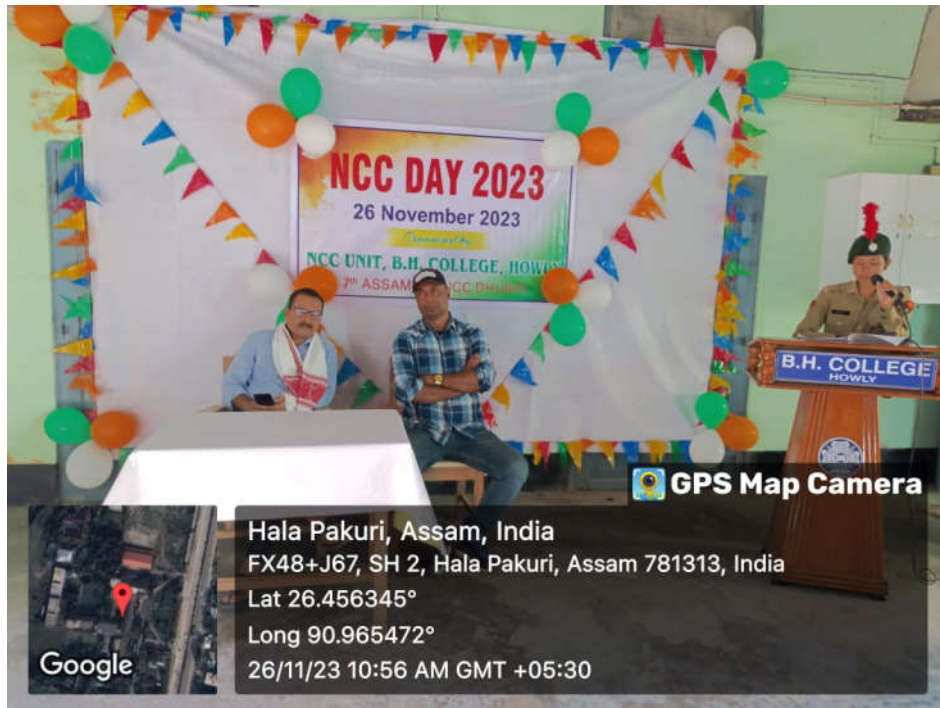 NCC DAY 2023
26 November 2023
NCC UNIT, B.H. COLLEGE, HOWLY
7th ASSAM NCC
B.H. COLLEGE
HOWLY
GPS Map Camera
Hala Pakuri, Assam, India
FX48+J67, SH 2, Hala Pakuri, Assam 781313, India
Lat 26.456345°
Long 90.965472°
26/11/23 10:56 AM GMT +05:30
Google